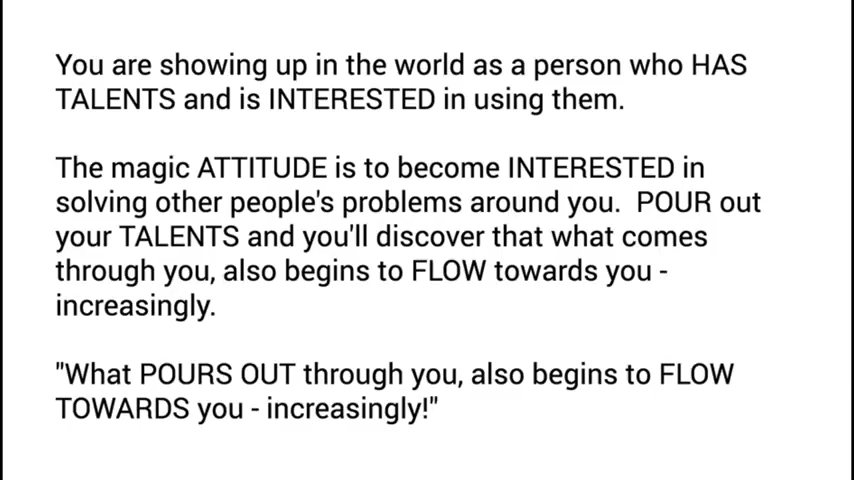 You are showing up in the world as a person who HAS
TALENTS and is INTERESTED in using them.
The magic ATTITUDE is to become INTERESTED in
solving other people's problems around you.  POUR out
your TALENTS and you'll discover that what comes
through you, also begins to FLOW towards you -
increasingly.
"What POURS OUT through you, also begins to FLOW
TOWARDS you - increasingly!"